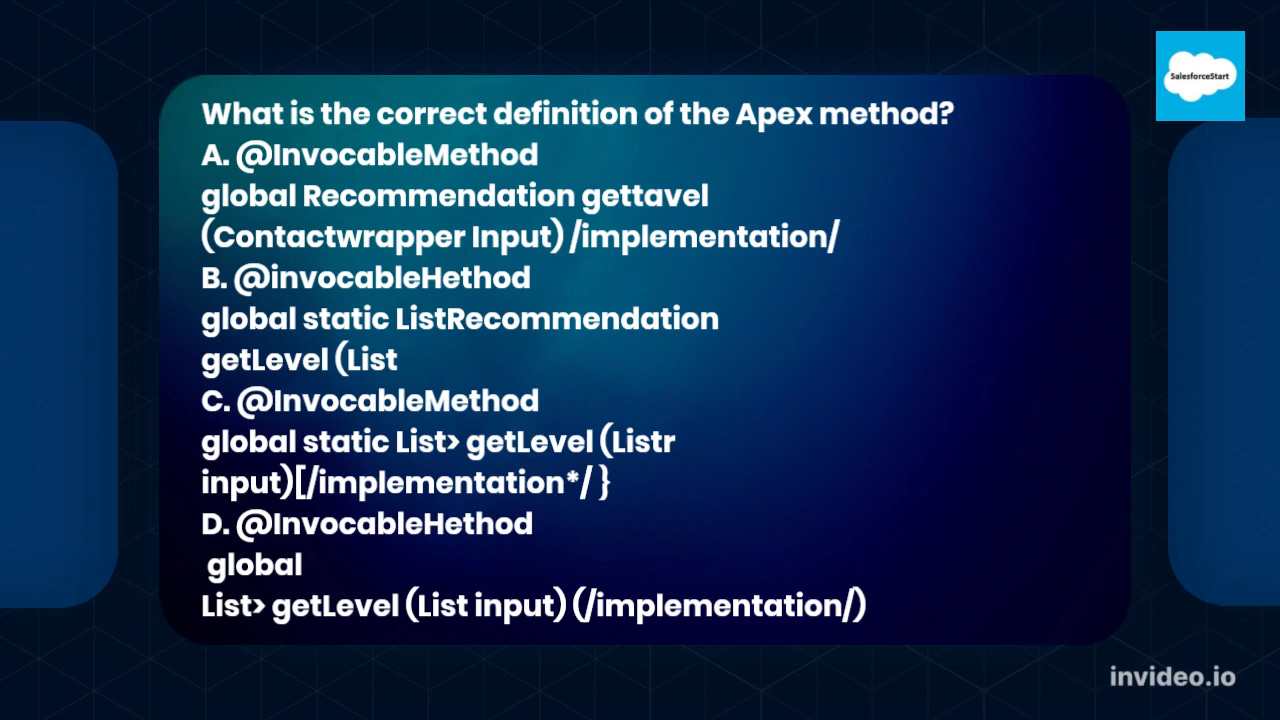 SalesforceStart
What is the correct definition of the Apex method?
A. @InvocableMethod
global Recommendation gettavel
(Contactwrapper Input) /implementation/
B. @invocableHethod
global static ListRecommendation
getLevel (List
C. @InvocableMethod
global static List> getLevel (Listr
input)[/implementation*/ }
D. @InvocableHethod
global
List> getLevel (List input) (/implementation/)
invideo.io